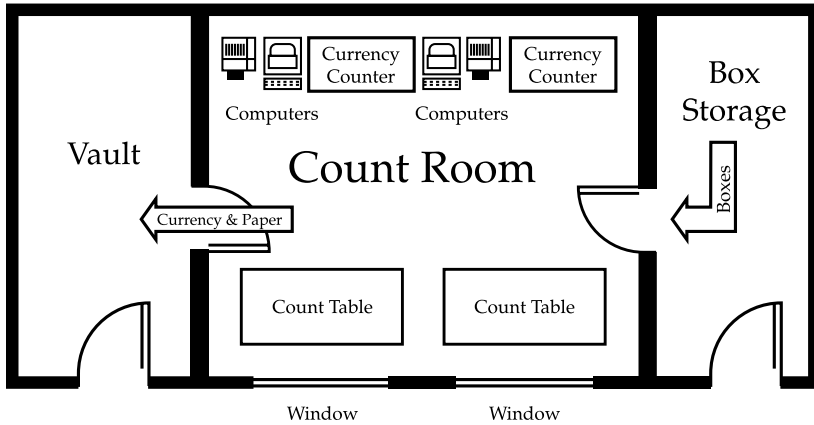 Currency
Counter
Currency
Counter
Computers
Computers
Box
Storage
Vault
Count Room
Boxes
Currency & Paper
Count Table
Count Table
Window
Window